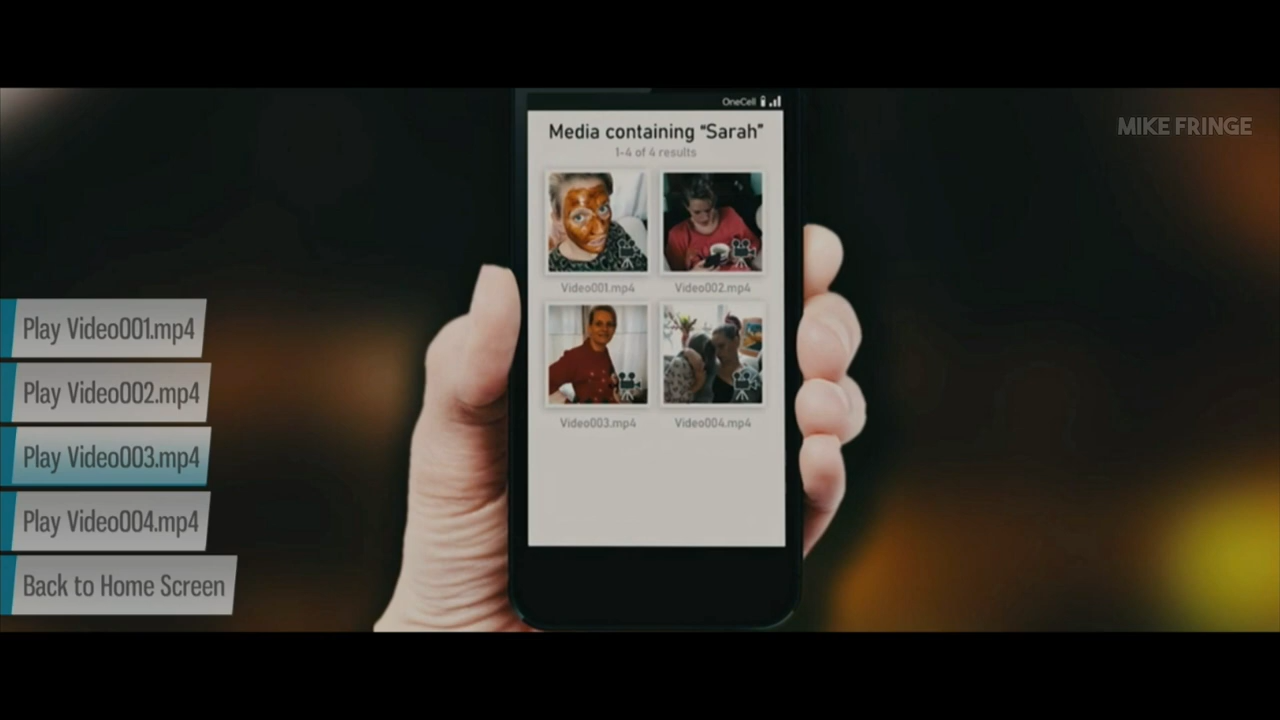 OneCell
MIKE FRINGE
Media containing “Sarah”
1-4 of 4 results
Video001.mp4
Video002.mp4
Video003.mp4
Video004.mp4
Play Video001.mp4
Play Video002.mp4
Play Video003.mp4
Play Video004.mp4
Back to Home Screen